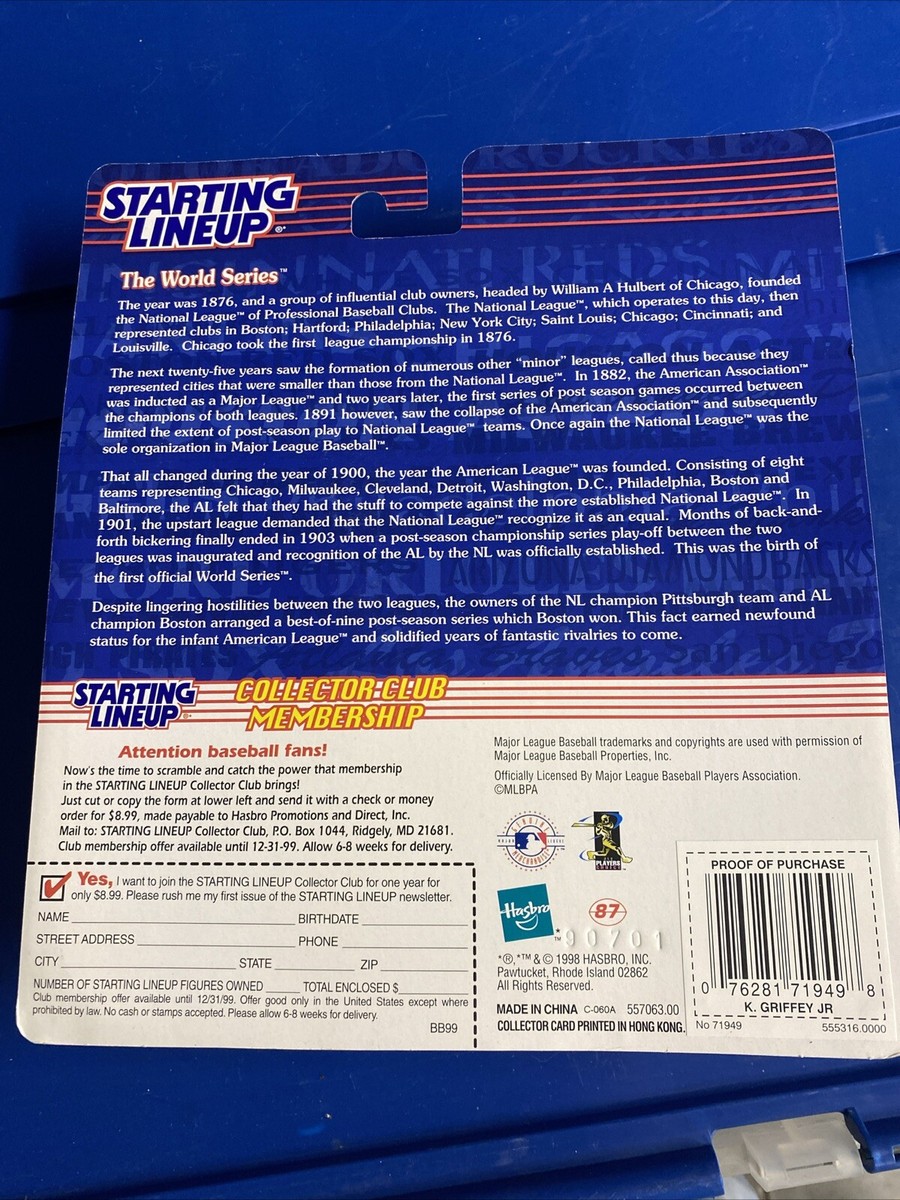 STARTING
LINEUP®*
The World Series™
The year was 1876, and a group of influential club owners, headed by William A Hulbert of Chicago, founded
the National League™ of Professional Baseball Clubs. The National League™, which operates to this day, then
represented clubs in Boston; Hartford; Philadelphia; New York City; Saint Louis; Chicago; Cincinnati; and
Louisville. Chicago took the first league championship in 1876.
The next twenty-five years saw the formation of numerous other “minor” leagues, called thus because they
represented cities that were smaller than those from the National League™. In 1882, the American Association™
was inducted as a Major League™ and two years later, the first series of post season games occurred between
the champions of both leagues. 1891 however, saw the collapse of the American Association™ and subsequently
limited the extent of post-season play to National League™ teams. Once again the National League™ was the
sole organization in Major League Baseball™.
That all changed during the year of 1900, the year the American League™ was founded. Consisting of eight
teams representing Chicago, Milwaukee, Cleveland, Detroit, Washington, D.C., Philadelphia, Boston and
Baltimore, the AL felt that they had the stuff to compete against the more established National League™. In
1901, the upstart league demanded that the National League™ recognize it as an equal. Months of back-and-
forth bickering finally ended in 1903 when a post-season championship series play-off between the two
leagues was inaugurated and recognition of the AL by the NL was officially established. This was the birth of
the first official World Series™.
Despite lingering hostilities between the two leagues, the owners of the NL champion Pittsburgh team and AL
champion Boston arranged a best-of-nine post-season series which Boston won. This fact earned newfound
status for the infant American League™ and solidified years of fantastic rivalries to come.
STARTING
LINEUP®*
COLLECTOR CLUB
MEMBERSHIP
Attention baseball fans!
Now's the time to scramble and catch the power that membership
in the STARTING LINEUP Collector Club brings!
Just cut or copy the form at lower left and send it with a check or money
order for $8.99, made payable to Hasbro Promotions and Direct, Inc.
Mail to: STARTING LINEUP Collector Club, P.O. Box 1044, Ridgely, MD 21681.
Club membership offer available until 12-31-99. Allow 6-8 weeks for delivery.
Yes, I want to join the STARTING LINEUP Collector Club for one year for
only $8.99. Please rush me my first issue of the STARTING LINEUP newsletter.
NAME BIRTHDATE
STREET ADDRESS PHONE
CITY STATE ZIP
NUMBER OF STARTING LINEUP FIGURES OWNED TOTAL ENCLOSED $
Club membership offer available until 12/31/99. Offer good only in the United States except where
prohibited by law. No cash or stamps accepted. Please allow 6-8 weeks for delivery.
BB99
Major League Baseball trademarks and copyrights are used with permission of
Major League Baseball Properties, Inc.
Officially Licensed By Major League Baseball Players Association.
©MLBPA
GENUINE
MAJOR LEAGUE
MERCHANDISE
PLAYERS
CHOICE
Hasbro
*™
87
90701
*®,*™ & © 1998 HASBRO, INC.
Pawtucket, Rhode Island 02862
All Rights Reserved.
MADE IN CHINA C-060A 557063.00
COLLECTOR CARD PRINTED IN HONG KONG.
PROOF OF PURCHASE
0 76281 71949 8
K. GRIFFEY JR
No 71949 555316.0000